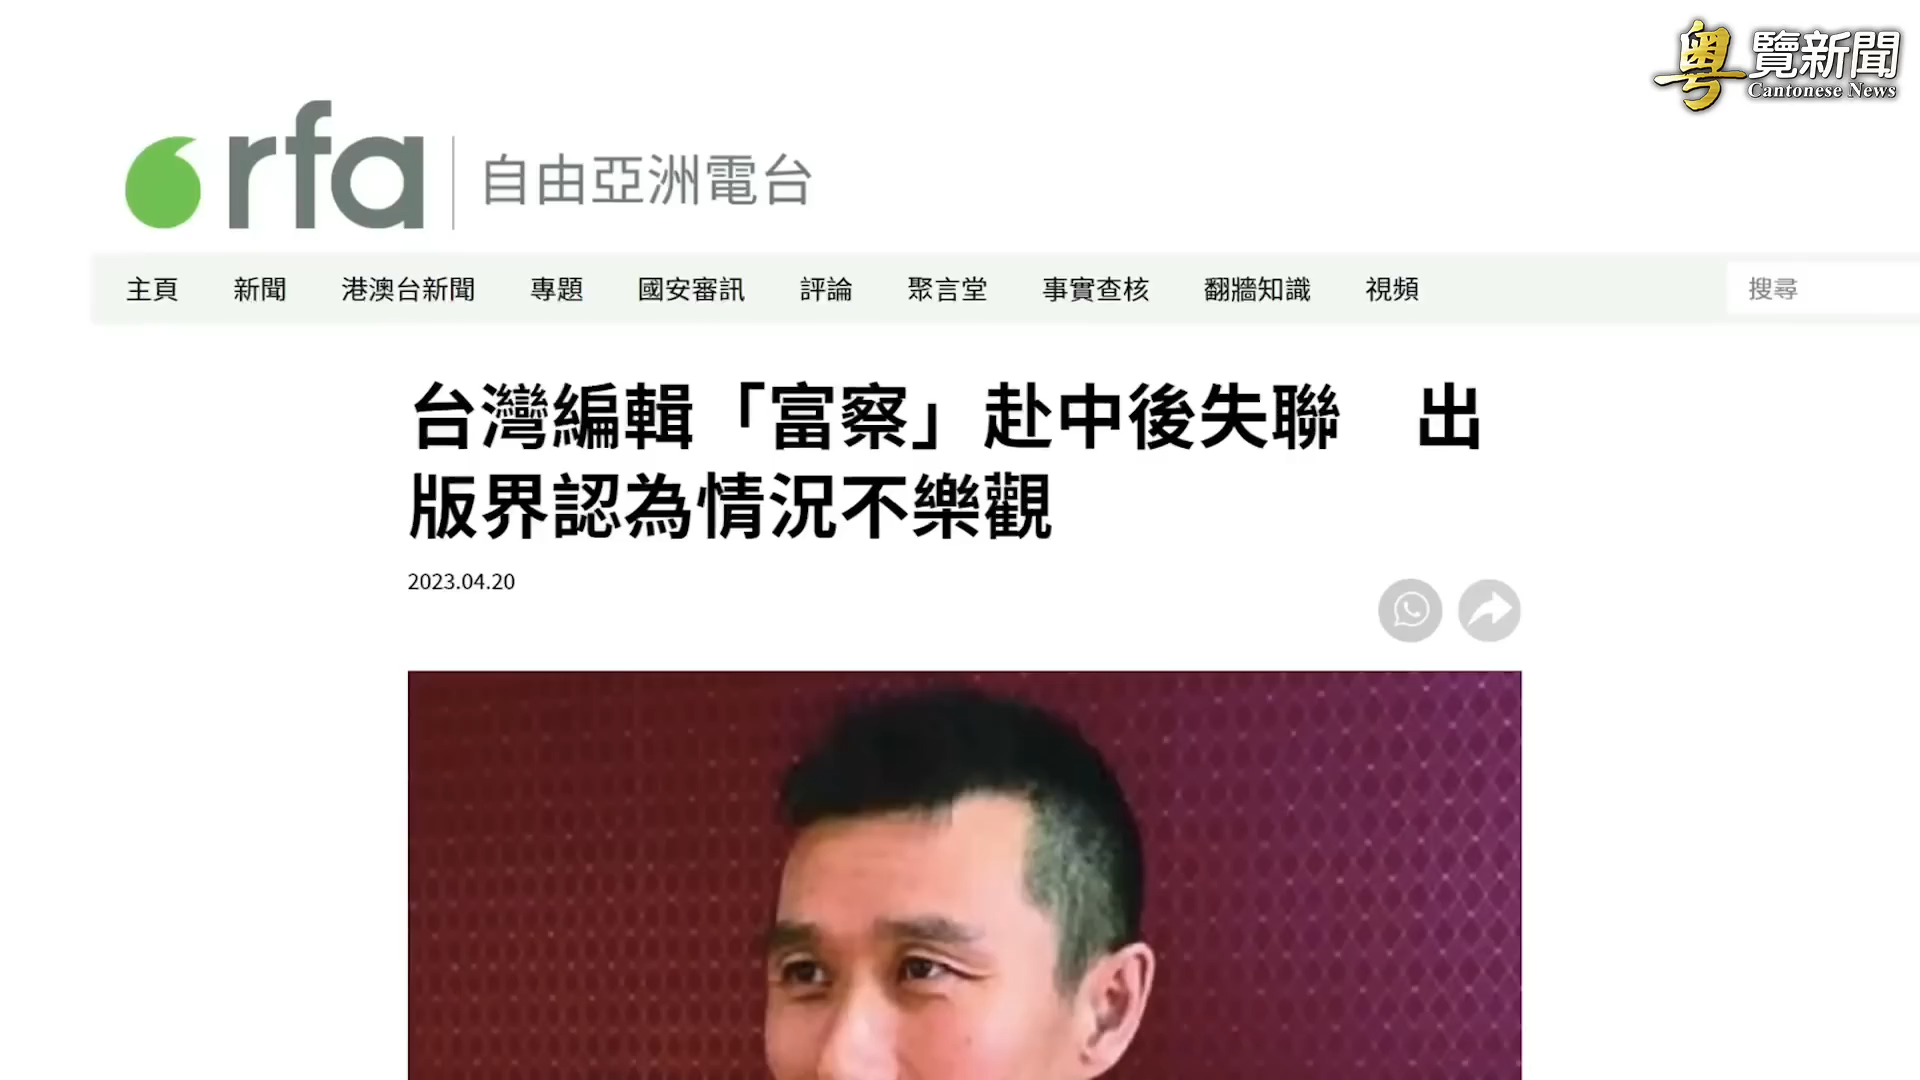 粵覽新聞
Cantonese News
rfa 自由亞洲電台
主頁 新聞 港澳台新聞 專題 國安審訊 評論 聚言堂 事實查核 翻牆知識 視頻 搜尋
台灣編輯「富察」赴中後失聯 出
版界認為情況不樂觀
2023.04.20